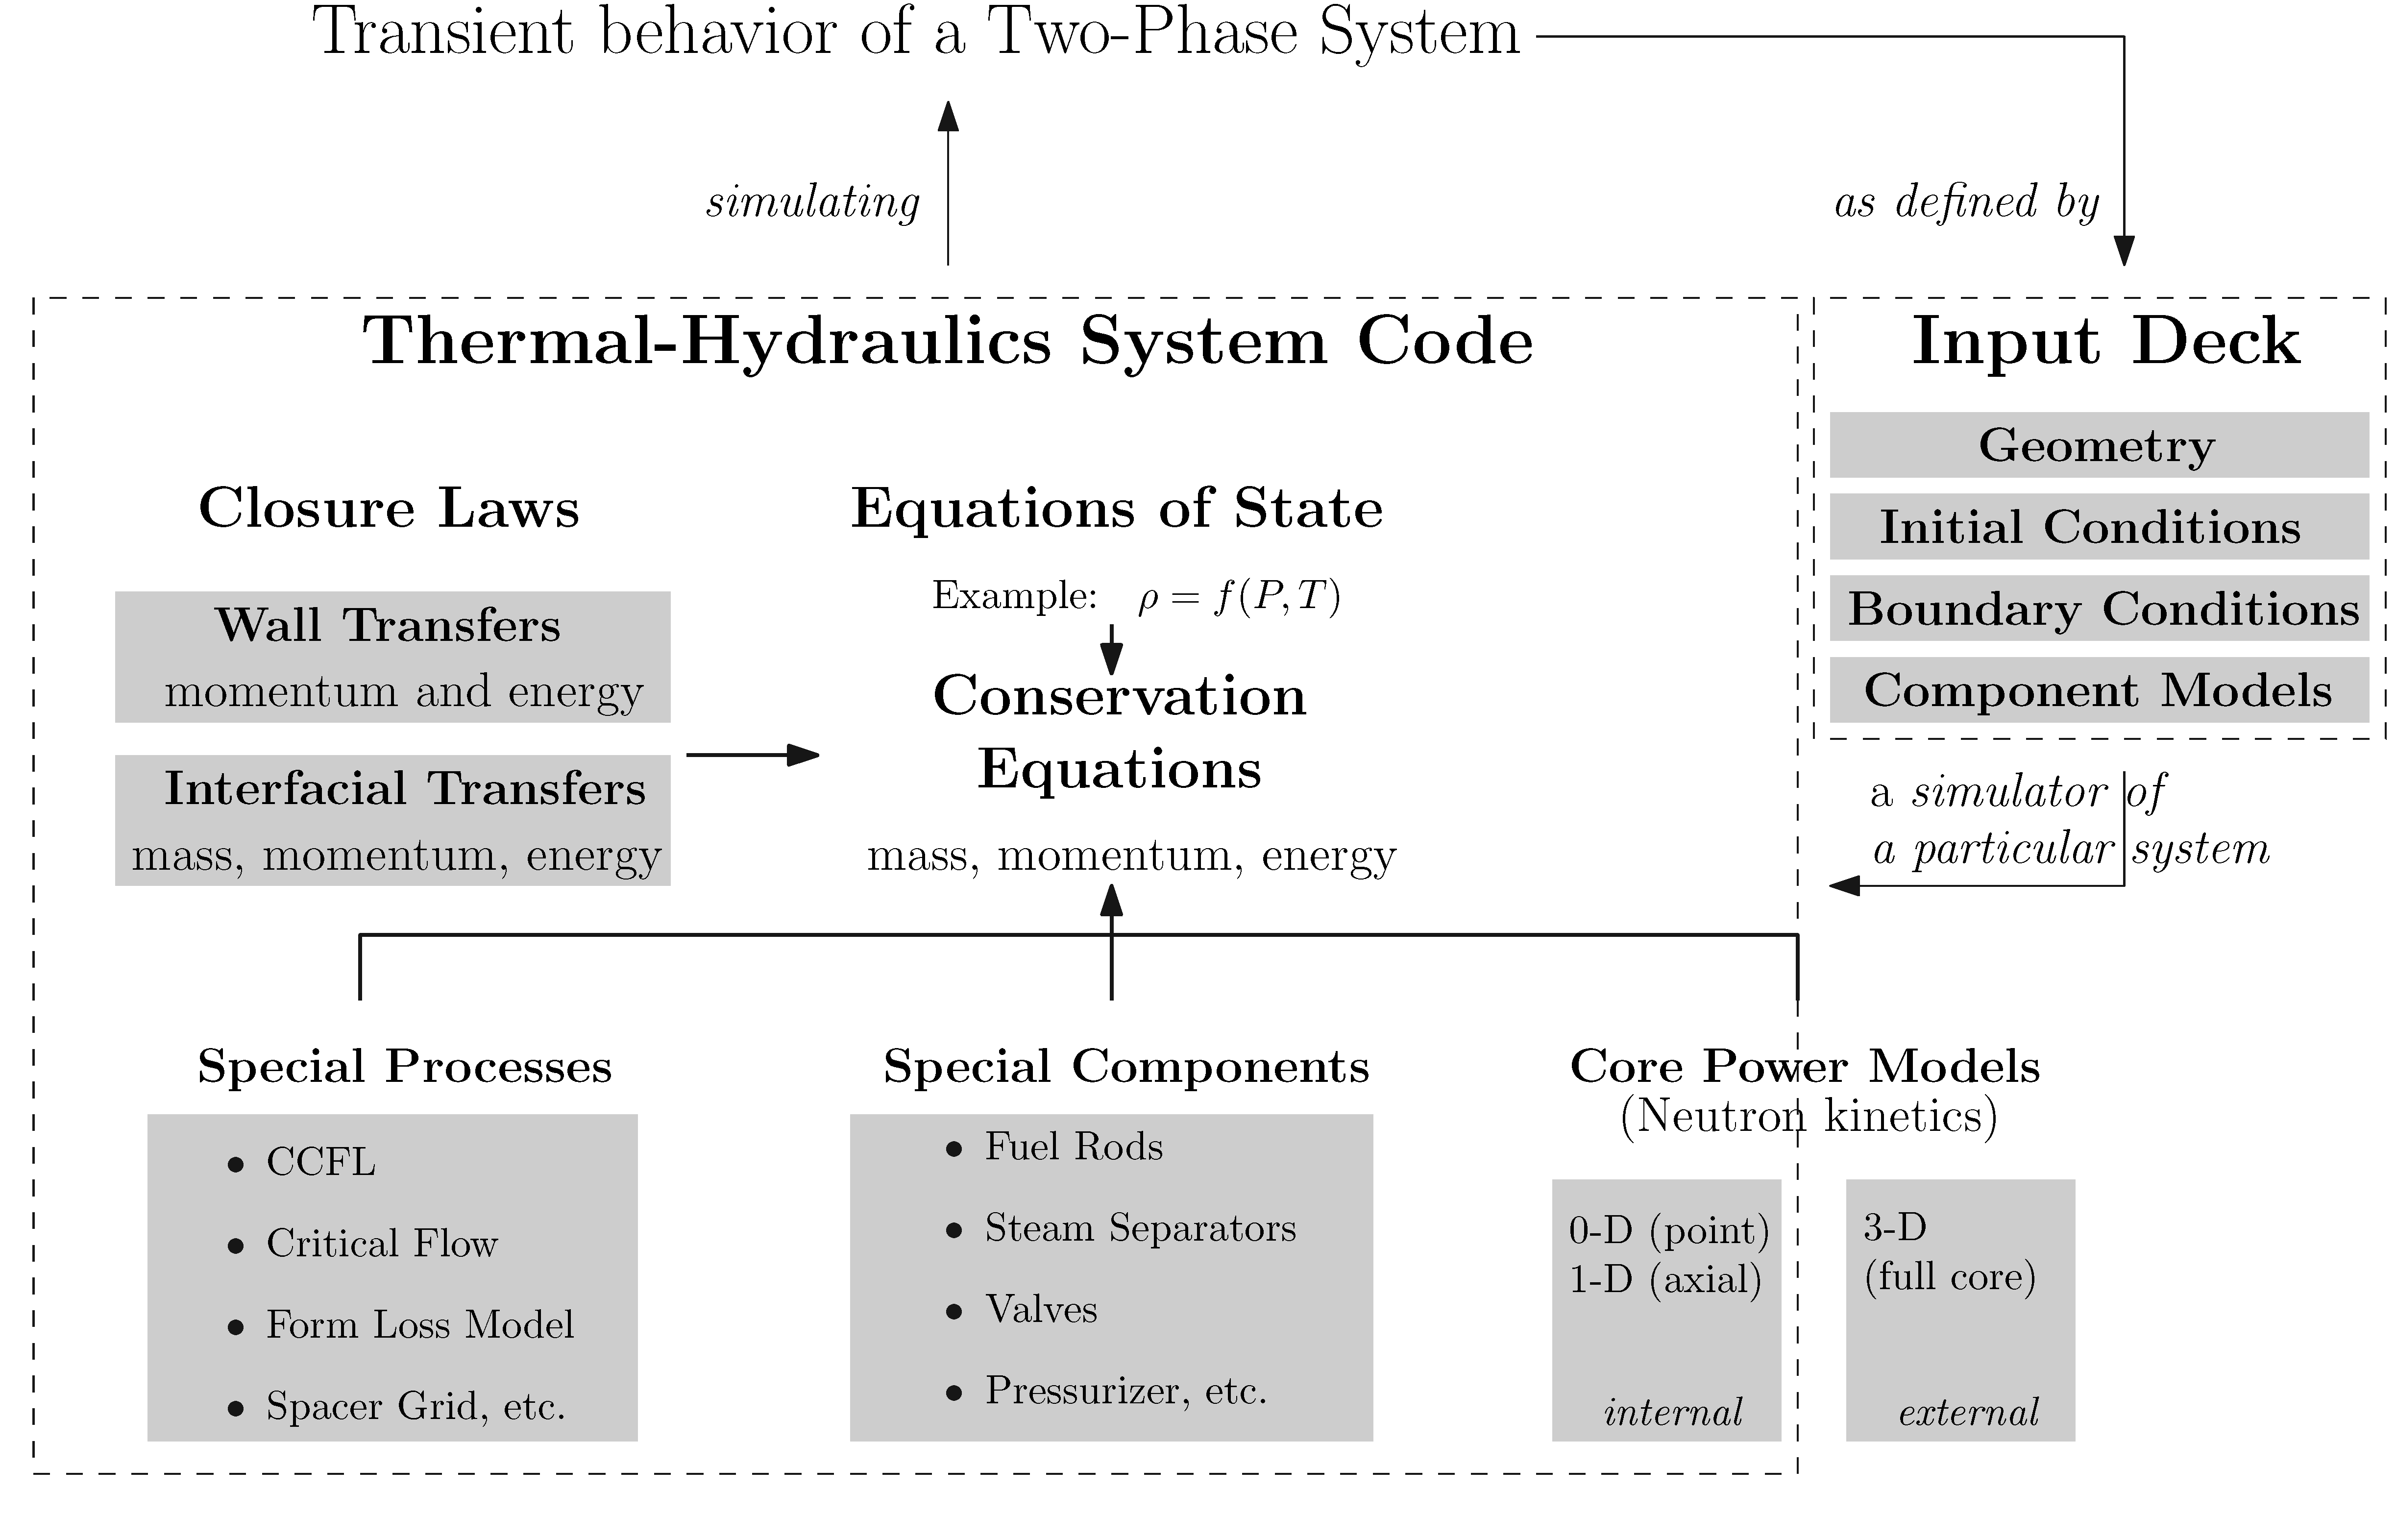 Transient behavior of a Two-Phase System
simulating
as defined by
Thermal-Hydraulics System Code
Closure Laws
Wall Transfers
momentum and energy
Interfacial Transfers
mass, momentum, energy
Equations of State
Example: ρ = f(P, T)
Conservation
Equations
mass, momentum, energy
Special Processes
• CCFL
• Critical Flow
• Form Loss Model
• Spacer Grid, etc.
Special Components
• Fuel Rods
• Steam Separators
• Valves
• Pressurizer, etc.
Core Power Models
(Neutron kinetics)
0-D (point)
1-D (axial)
internal
3-D
(full core)
external
Input Deck
Geometry
Initial Conditions
Boundary Conditions
Component Models
a simulator of
a particular system